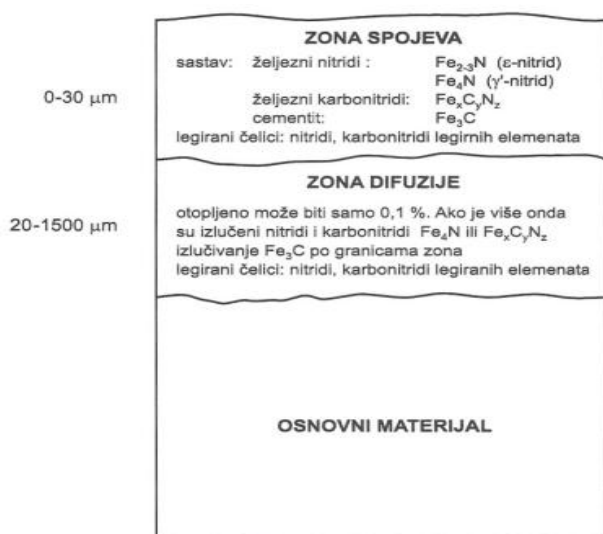 ZONA SPOJEVA
sastav: željezni nitridi : Fe₂₋₃N (ε-nitrid)
Fe₄N (γ'-nitrid)
0-30 μm
željezni karbonitridi: FeₓCᵧN_z
cementit: Fe₃C
legirani čelici: nitridi, karbonitridi legirnih elemenata
ZONA DIFUZIJE
20-1500 μm
otopljeno može biti samo 0,1 %. Ako je više onda
su izlučeni nitridi i karbonitridi Fe₄N ili FeₓCᵧN_z
izlučivanje Fe₃C po granicama zona
legirani čelici: nitridi, karbonitridi legiranih elemenata
OSNOVNI MATERIJAL